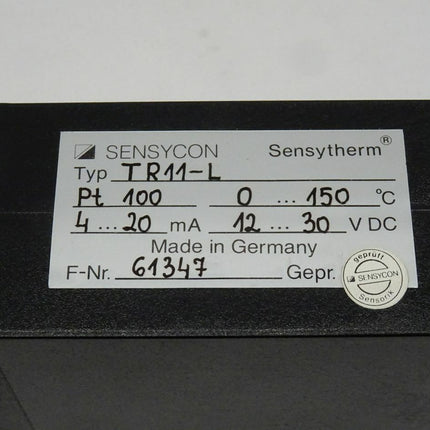 SENSYCON Sensytherm®
Typ TR11-L
Pt 100 0 ... 150 °C
4 ... 20 mA 12 ... 30 V DC
Made in Germany
F-Nr. 61347 Gepr.
geprüft
SENSYCON
Sensorik